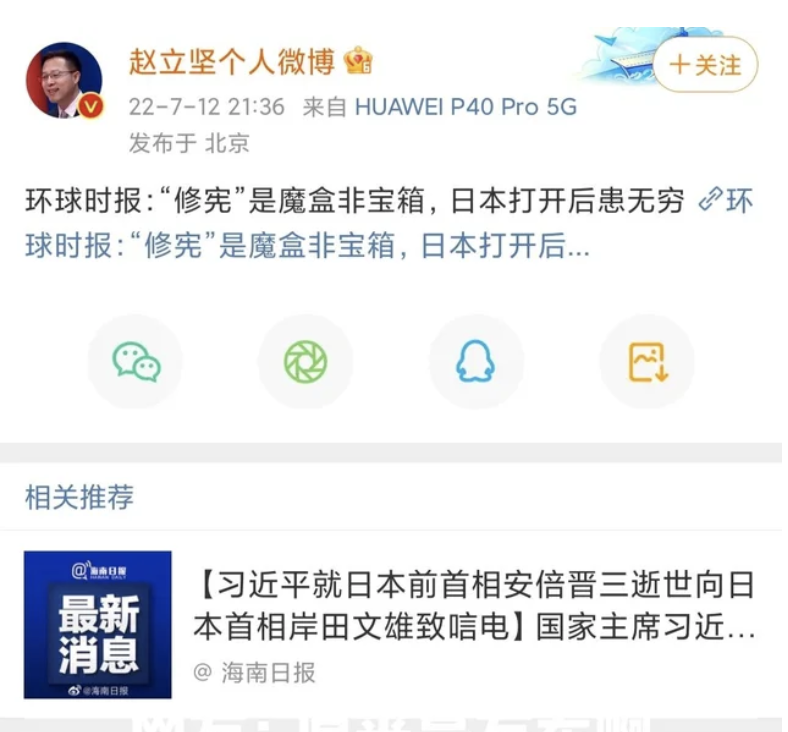 赵立坚个人微博
+关注
22-7-12 21:36 来自 HUAWEI P40 Pro 5G
发布于 北京
环球时报:“修宪”是魔盒非宝箱，日本打开后患无穷 环
球时报:“修宪”是魔盒非宝箱，日本打开后...
相关推荐
@海南日报
HAINAN DAILY
最新
消息
@海南日报
【习近平就日本前首相安倍晋三逝世向日
本首相岸田文雄致唁电】国家主席习近...
@ 海南日报